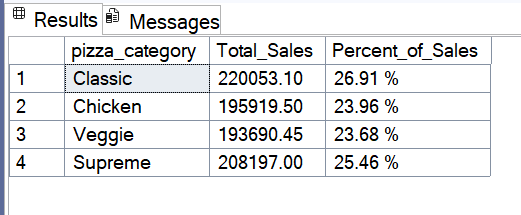 Results Messages
pizza_category Total_Sales Percent_of_Sales
1 Classic 220053.10 26.91 %
2 Chicken 195919.50 23.96 %
3 Veggie 193690.45 23.68 %
4 Supreme 208197.00 25.46 %